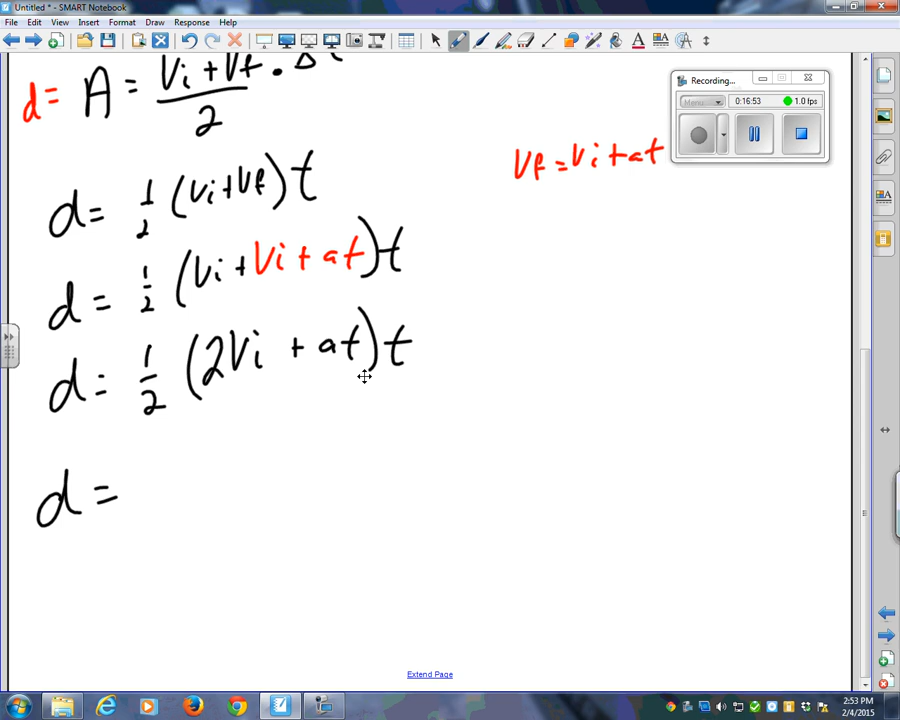 Untitled * - SMART Notebook
File Edit View Insert Format Draw Response Help
d= A = Vi + Vf . Δt
2
Recording...
Menu 0:16:53 1.0 fps
Vf = Vi + at
d = 1/2 (Vi+Vf) t
d = 1/2 (Vi + Vi + at) t
d = 1/2 (2Vi + at) t
d =
Extend Page
2:53 PM
2/4/2015